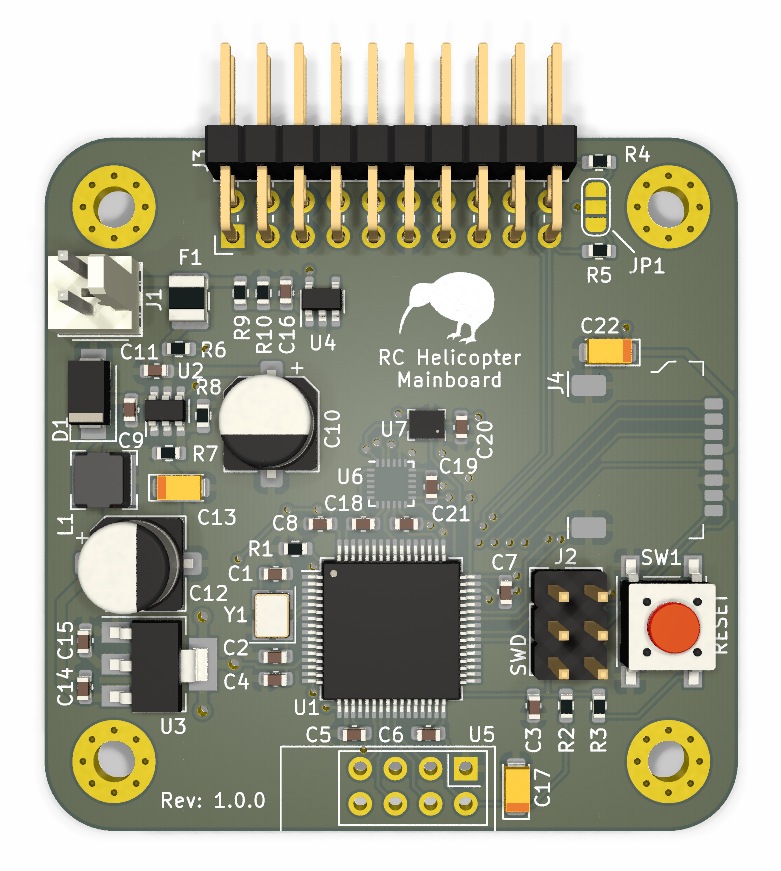 J3
R4
JP1
R5
F1
J1
R9
R10
C16
U4
RC Helicopter
Mainboard
C22
J4
C11
R6
U2
R8
D1
C9
C10
U7
C20
R7
U6
C19
L1
C13
C18
C21
C8
R1
C7
J2
SW1
C12
C1
Y1
RESET
C15
C2
SWD
C14
C4
U1
U3
C5
C6
U5
C3
R2
R3
C17
Rev: 1.0.0
+
+